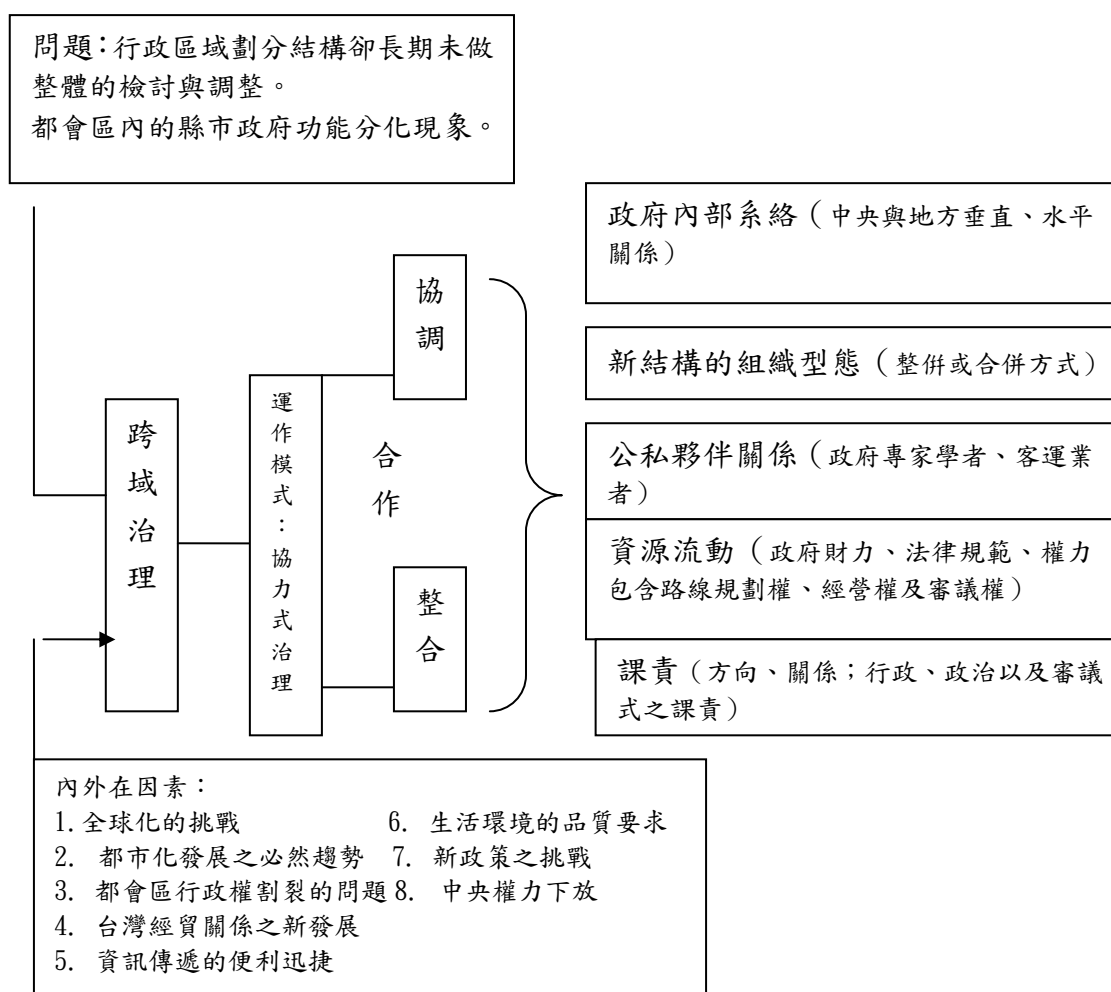 問題：行政區域劃分結構卻長期未做
整體的檢討與調整。
都會區內的縣市政府功能分化現象。
跨域治理
運作模式：協力式治理
協調
合作
整合
政府內部系絡（中央與地方垂直、水平
關係）
新結構的組織型態（整倂或合併方式）
公私夥伴關係（政府專家學者、客運業
者）
資源流動（政府財力、法律規範、權力
包含路線規劃權、經營權及審議權）
課責（方向、關係；行政、政治以及審議
式之課責）
內外在因素：
1.全球化的挑戰 6. 生活環境的品質要求
2. 都市化發展之必然趨勢 7. 新政策之挑戰
3. 都會區行政權割裂的問題 8. 中央權力下放
4. 台灣經貿關係之新發展
5. 資訊傳遞的便利迅捷